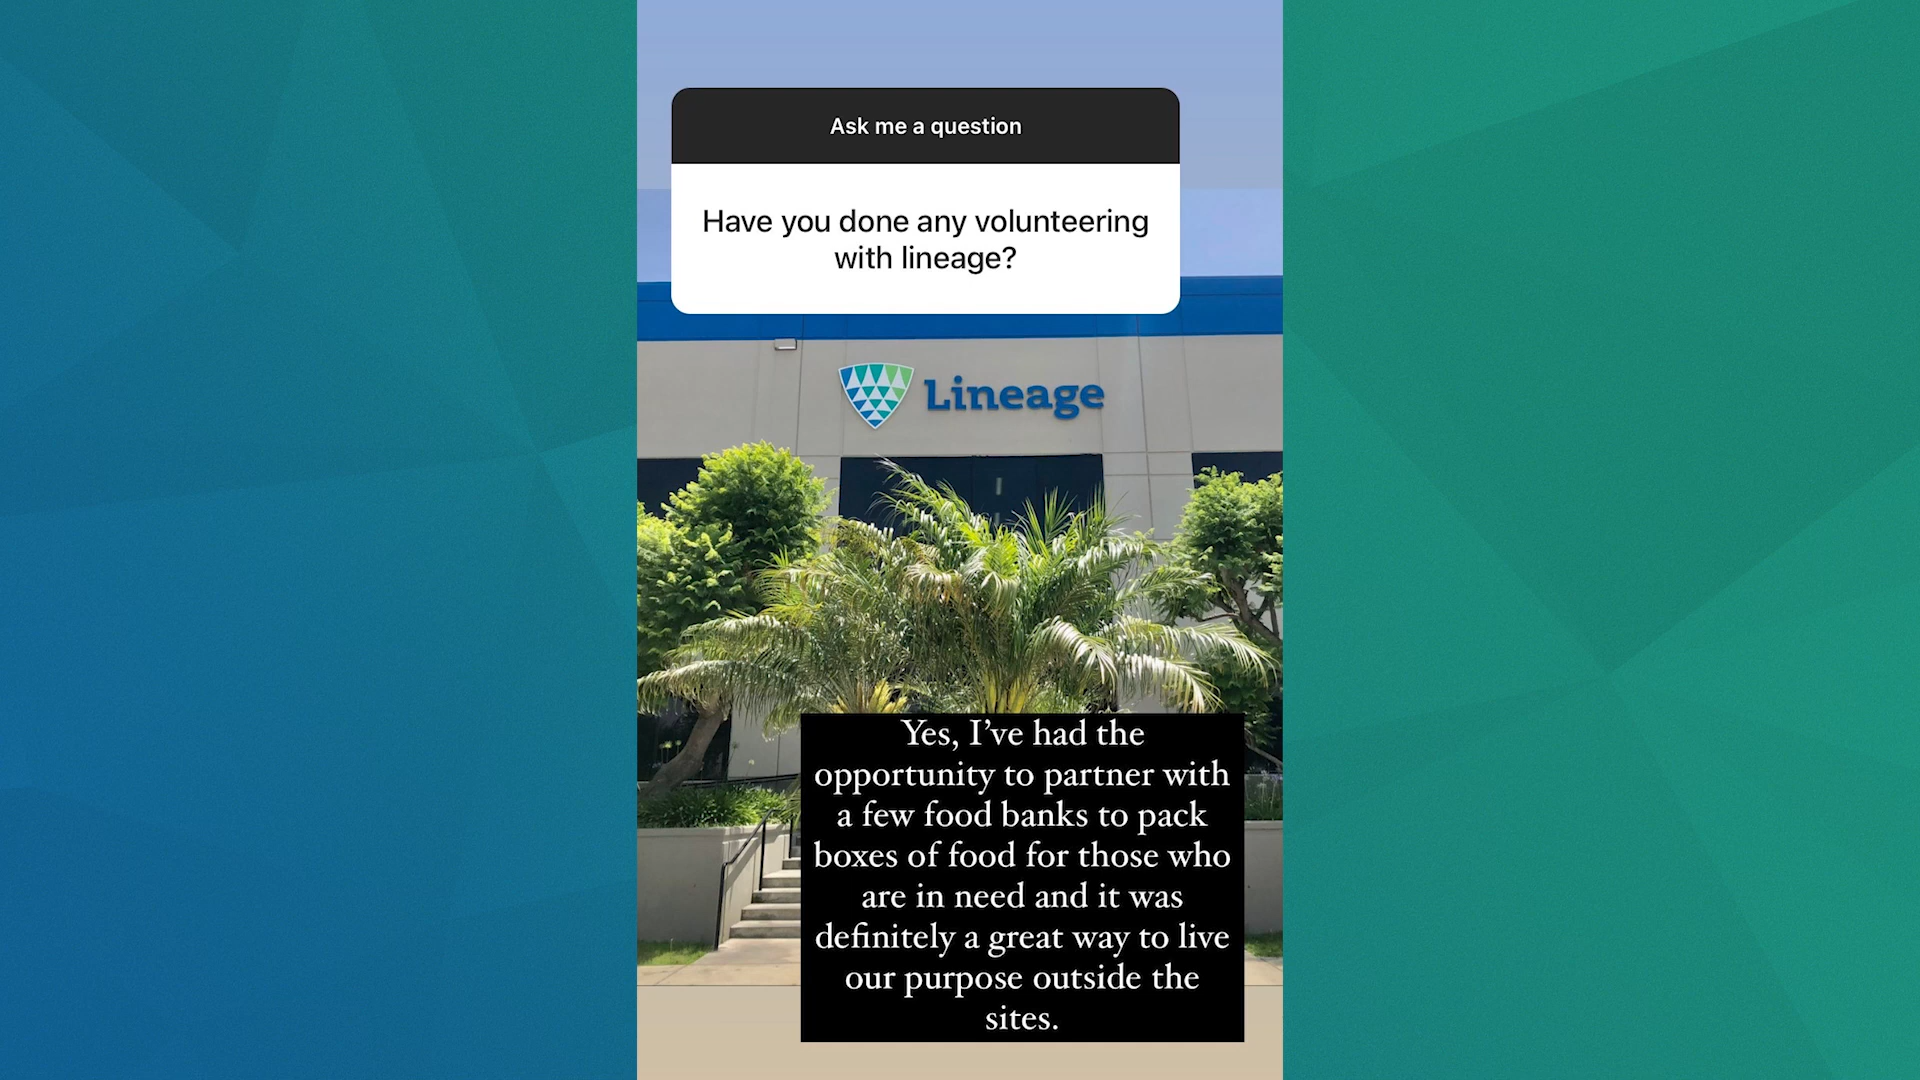 Ask me a question
Have you done any volunteering
with lineage?
Lineage
Yes, I’ve had the
opportunity to partner with
a few food banks to pack
boxes of food for those who
are in need and it was
definitely a great way to live
our purpose outside the
sites.